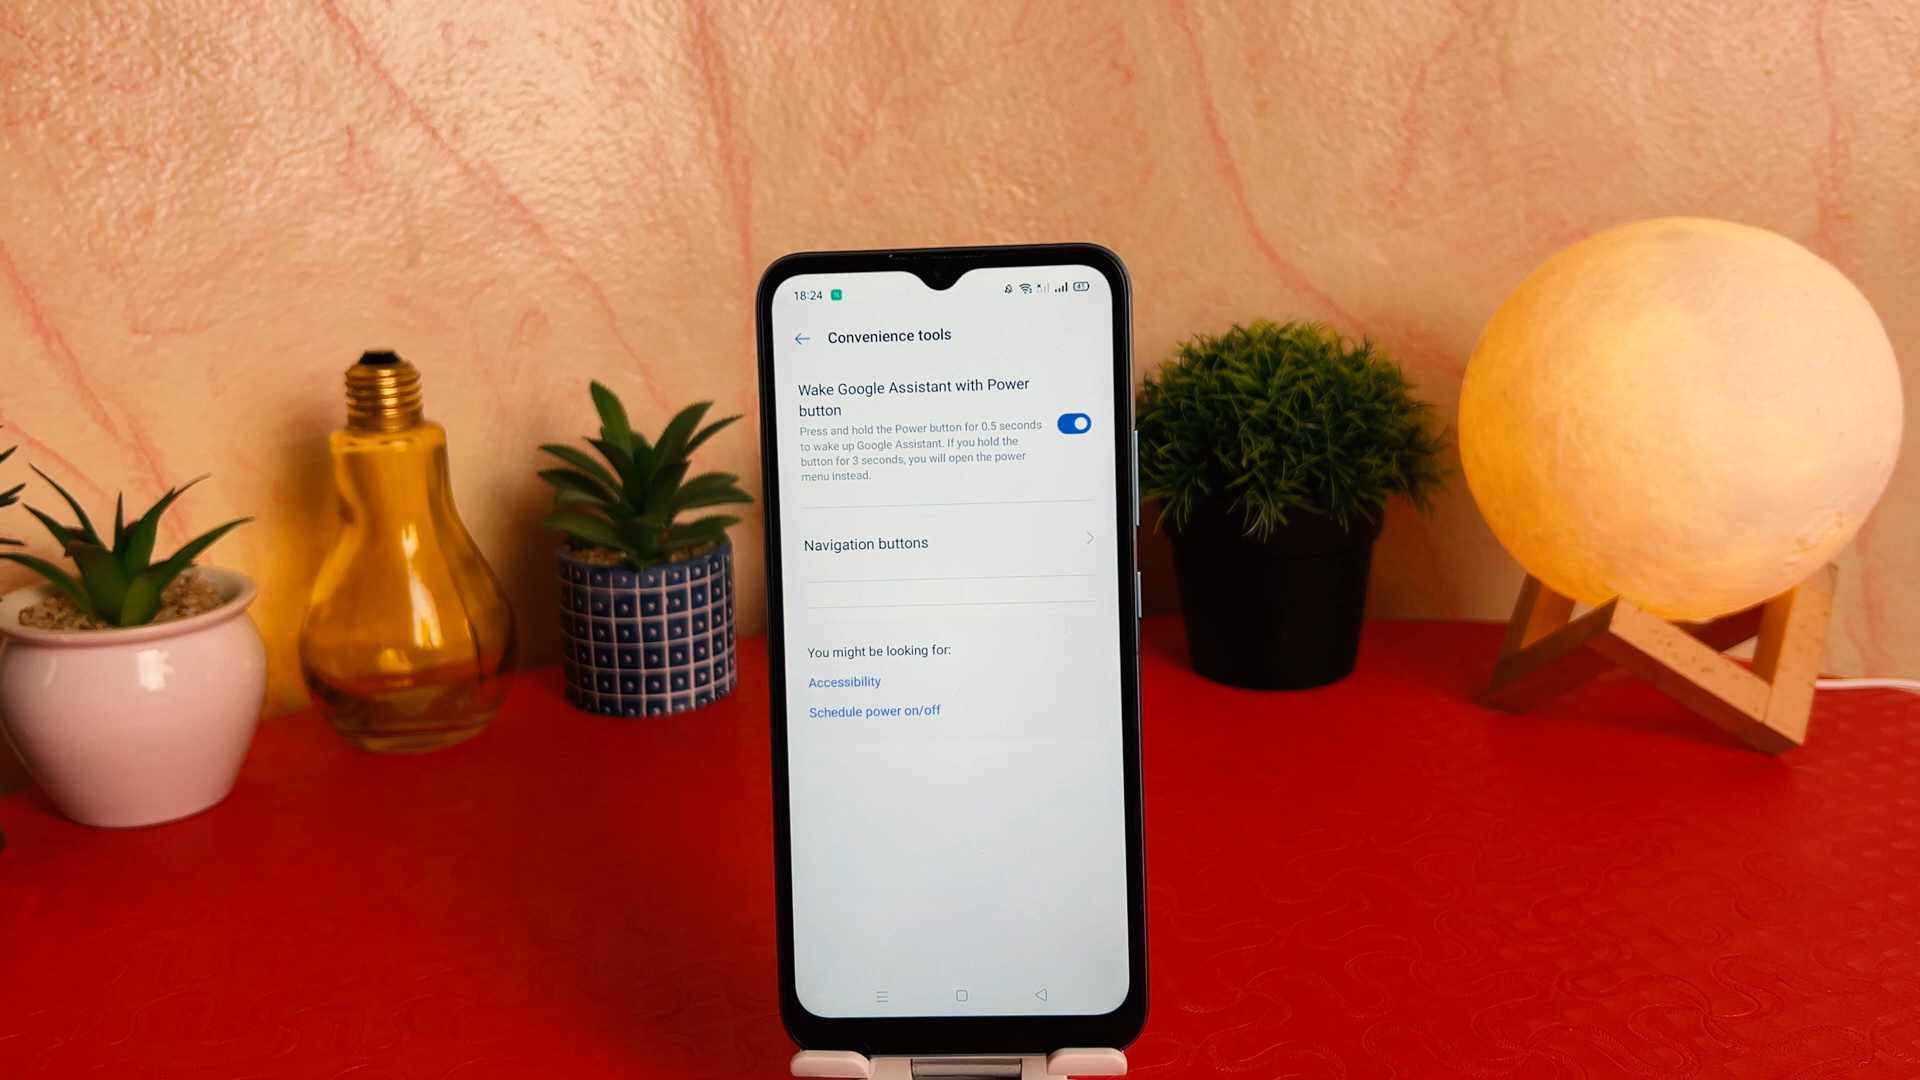 18:24
Convenience tools
Wake Google Assistant with Power
button
Press and hold the Power button for 0.5 seconds
to wake up Google Assistant. If you hold the
button for 3 seconds, you will open the power
menu instead.
Navigation buttons
You might be looking for:
Accessibility
Schedule power on/off